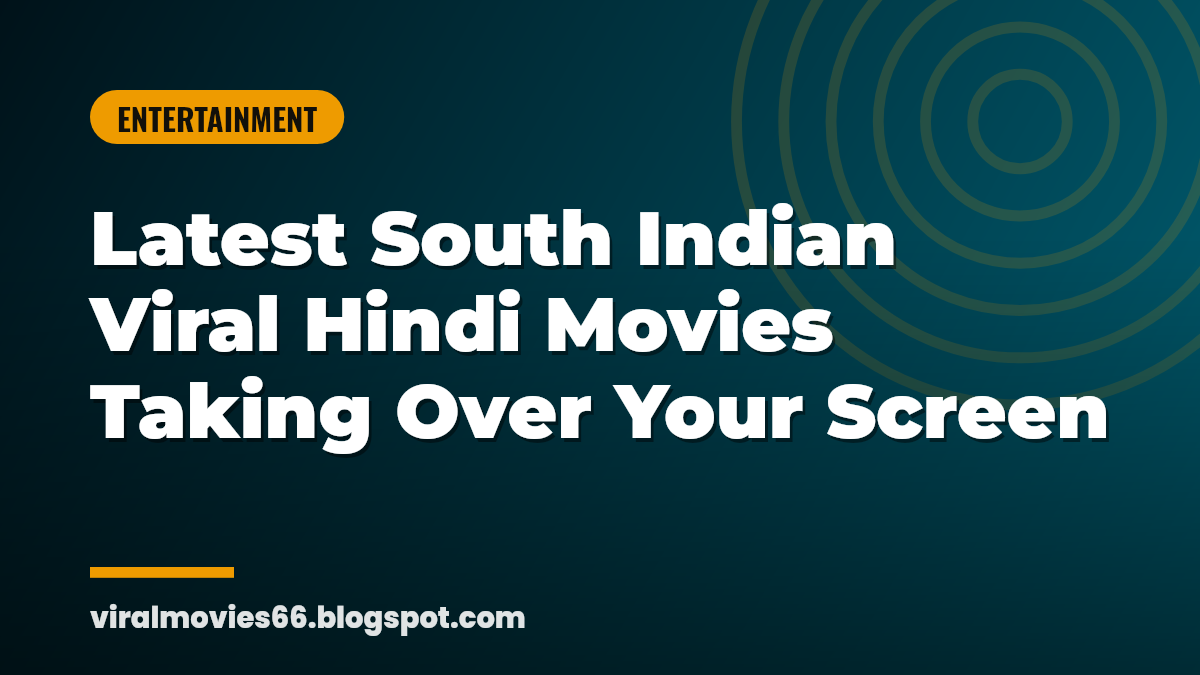 ENTERTAINMENT
Latest South Indian
Viral Hindi Movies
Taking Over Your Screen
viralmovies66.blogspot.com